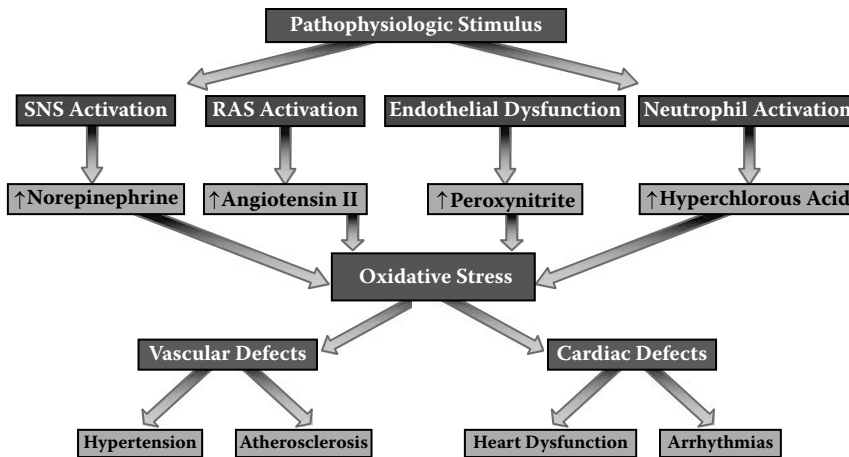 Pathophysiologic Stimulus
SNS Activation
RAS Activation
Endothelial Dysfunction
Neutrophil Activation
↑Norepinephrine
↑Angiotensin II
↑Peroxynitrite
↑Hyperchlorous Acid
Oxidative Stress
Vascular Defects
Cardiac Defects
Hypertension
Atherosclerosis
Heart Dysfunction
Arrhythmias